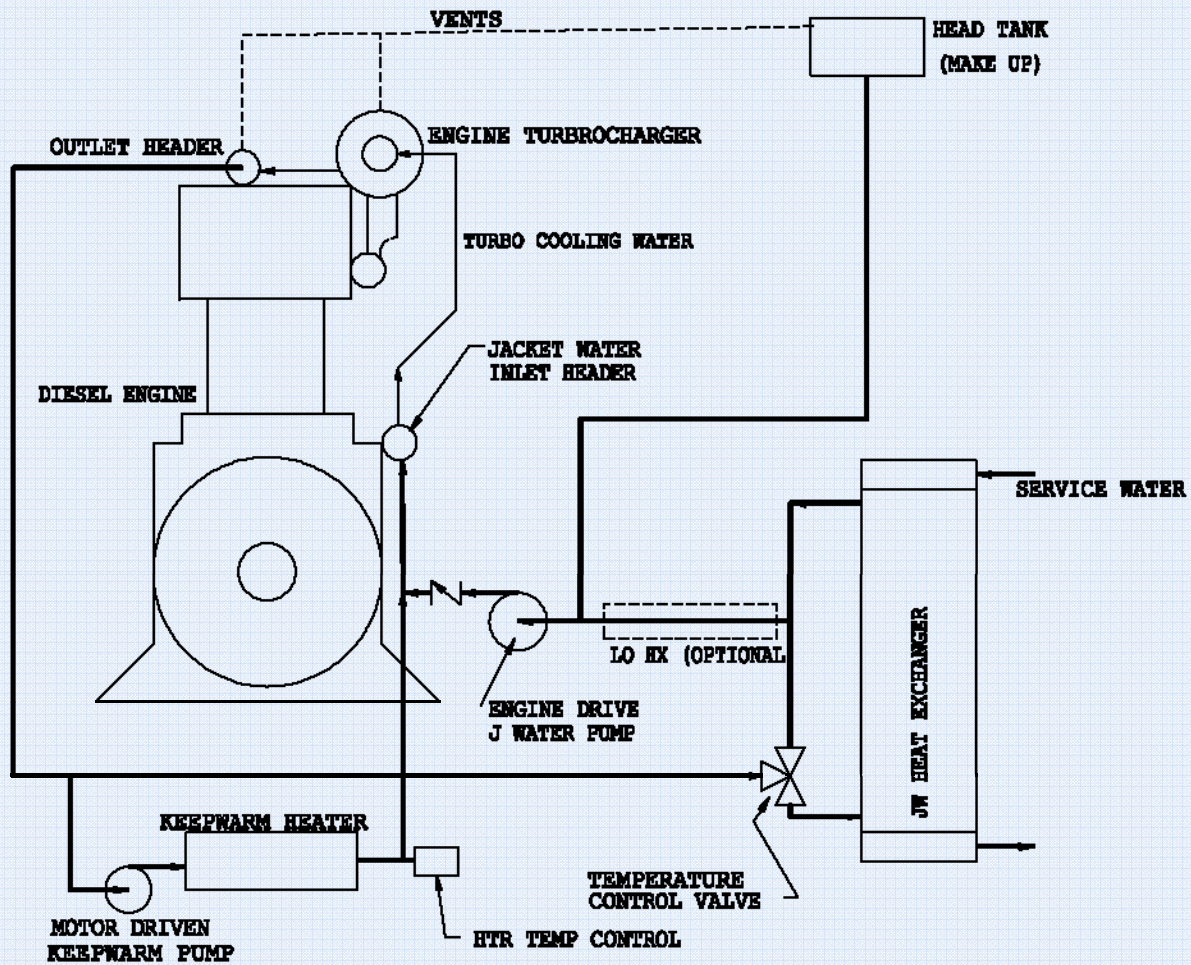 VENTS
HEAD TANK
(MAKE UP)
ENGINE TURBROCHARGER
OUTLET HEADER
TURBO COOLING WATER
JACKET WATER
INLET HEADER
DIESEL ENGINE
SERVICE WATER
LO HX (OPTIONAL
JW HEAT EXCHANGER
ENGINE DRIVE
J WATER PUMP
KEEPWARM HEATER
TEMPERATURE
CONTROL VALVE
MOTOR DRIVEN
KEEPWARM PUMP
HTR TEMP CONTROL